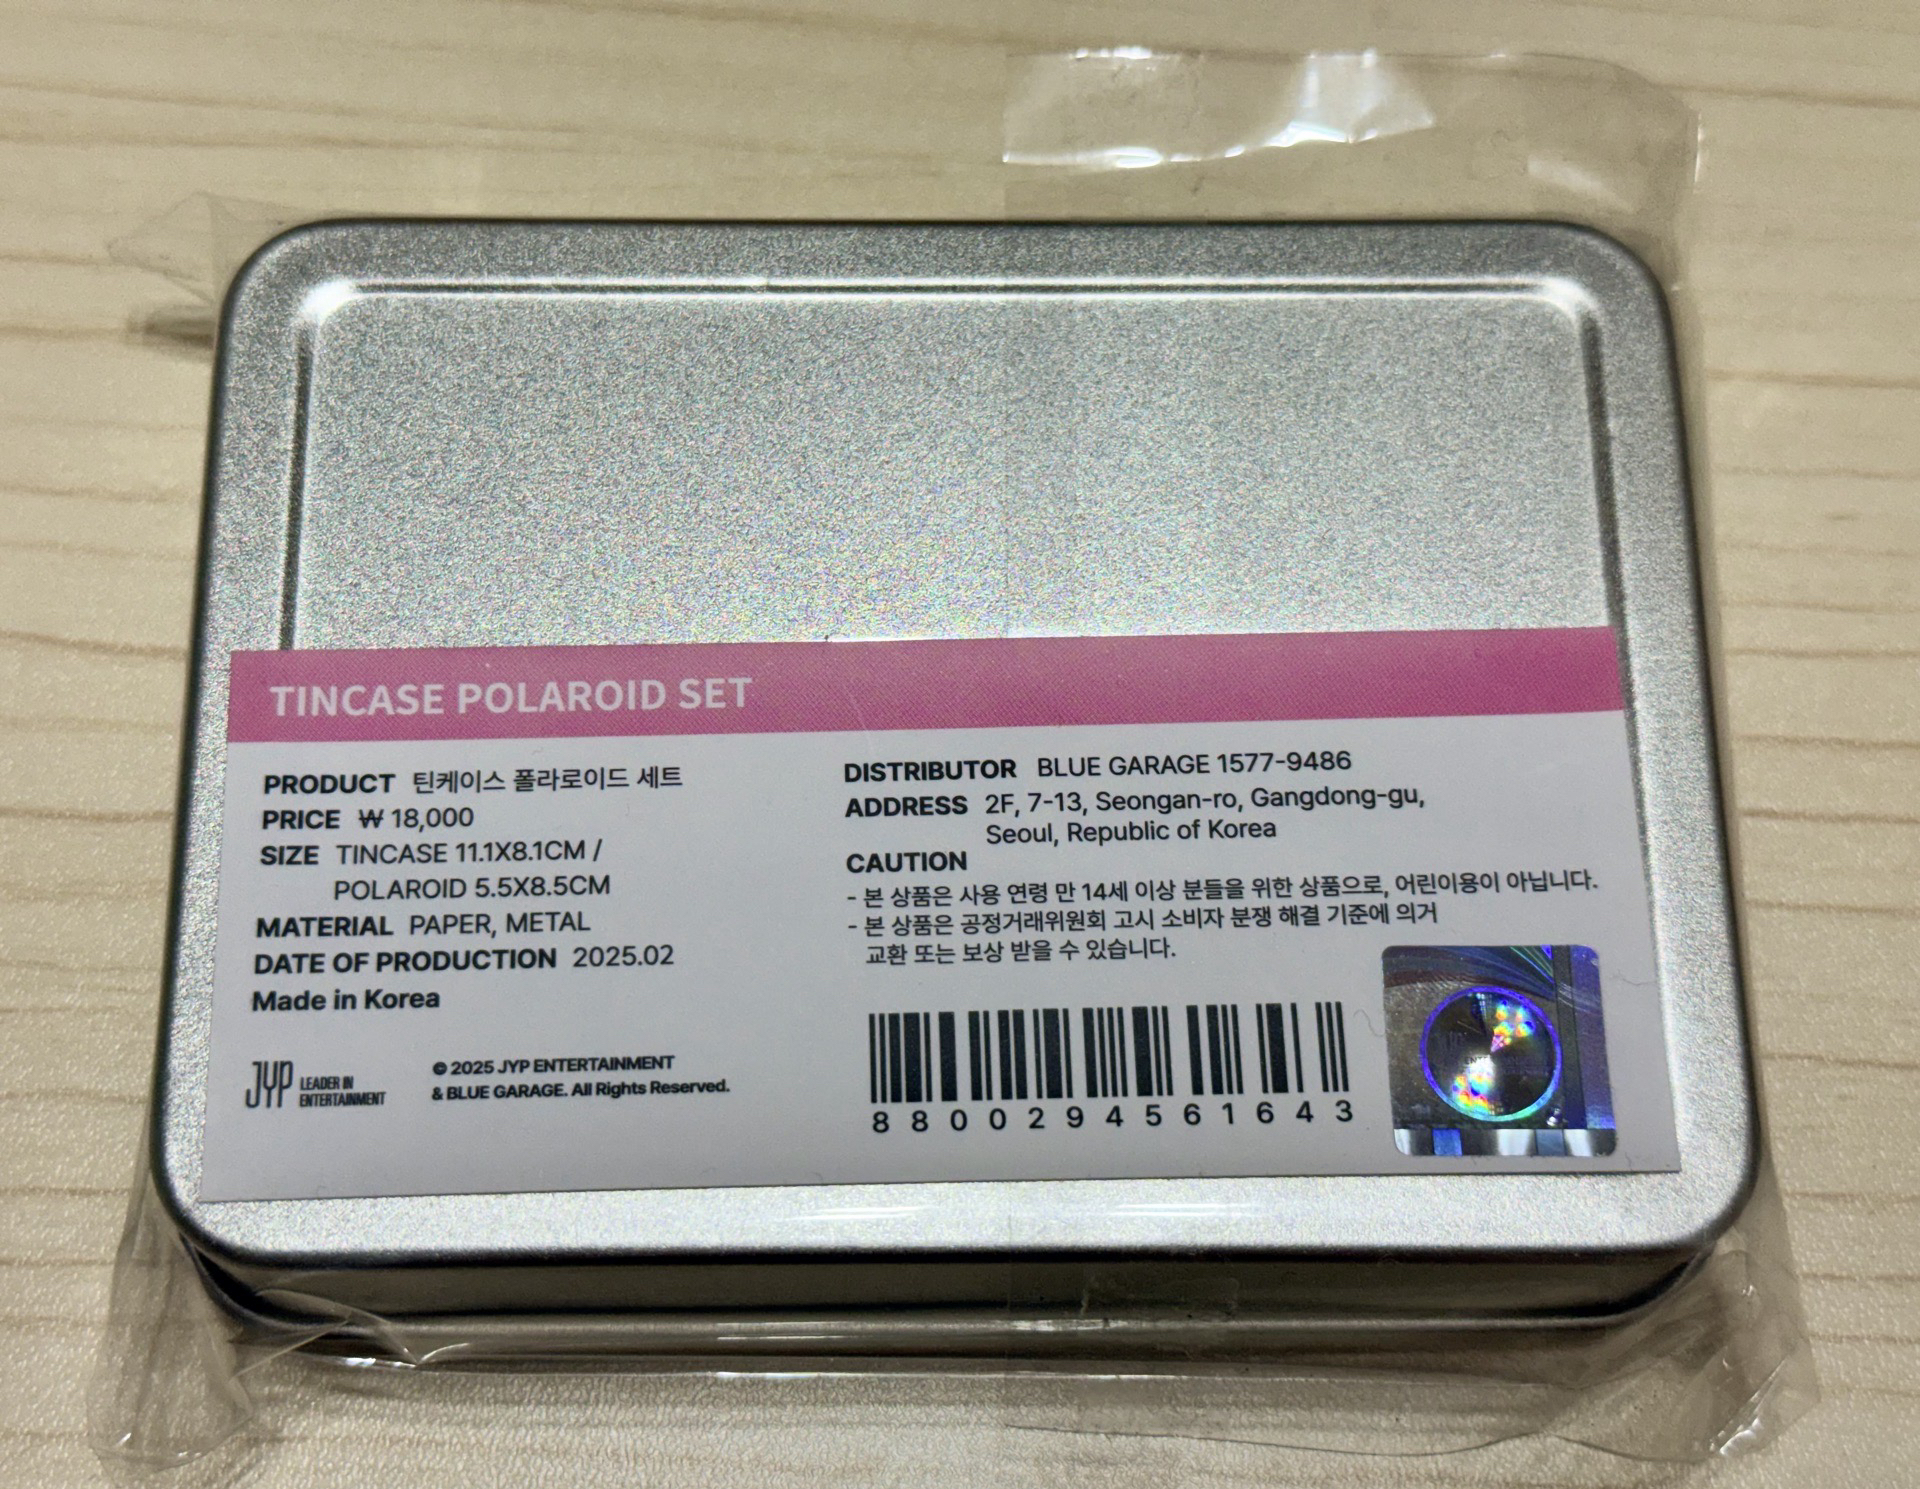 TINCASE POLAROID SET
PRODUCT 틴케이스 폴라로이드 세트
PRICE ₩ 18,000
SIZE TINCASE 11.1X8.1CM /
POLAROID 5.5X8.5CM
MATERIAL PAPER, METAL
DATE OF PRODUCTION 2025.02
Made in Korea
JYP LEADER IN
ENTERTAINMENT
© 2025 JYP ENTERTAINMENT
& BLUE GARAGE. All Rights Reserved.
DISTRIBUTOR BLUE GARAGE 1577-9486
ADDRESS 2F, 7-13, Seongan-ro, Gangdong-gu,
Seoul, Republic of Korea
CAUTION
- 본 상품은 사용 연령 만 14세 이상 분들을 위한 상품으로, 어린이용이 아닙니다.
- 본 상품은 공정거래위원회 고시 소비자 분쟁 해결 기준에 의거
교환 또는 보상 받을 수 있습니다.
8800294561643